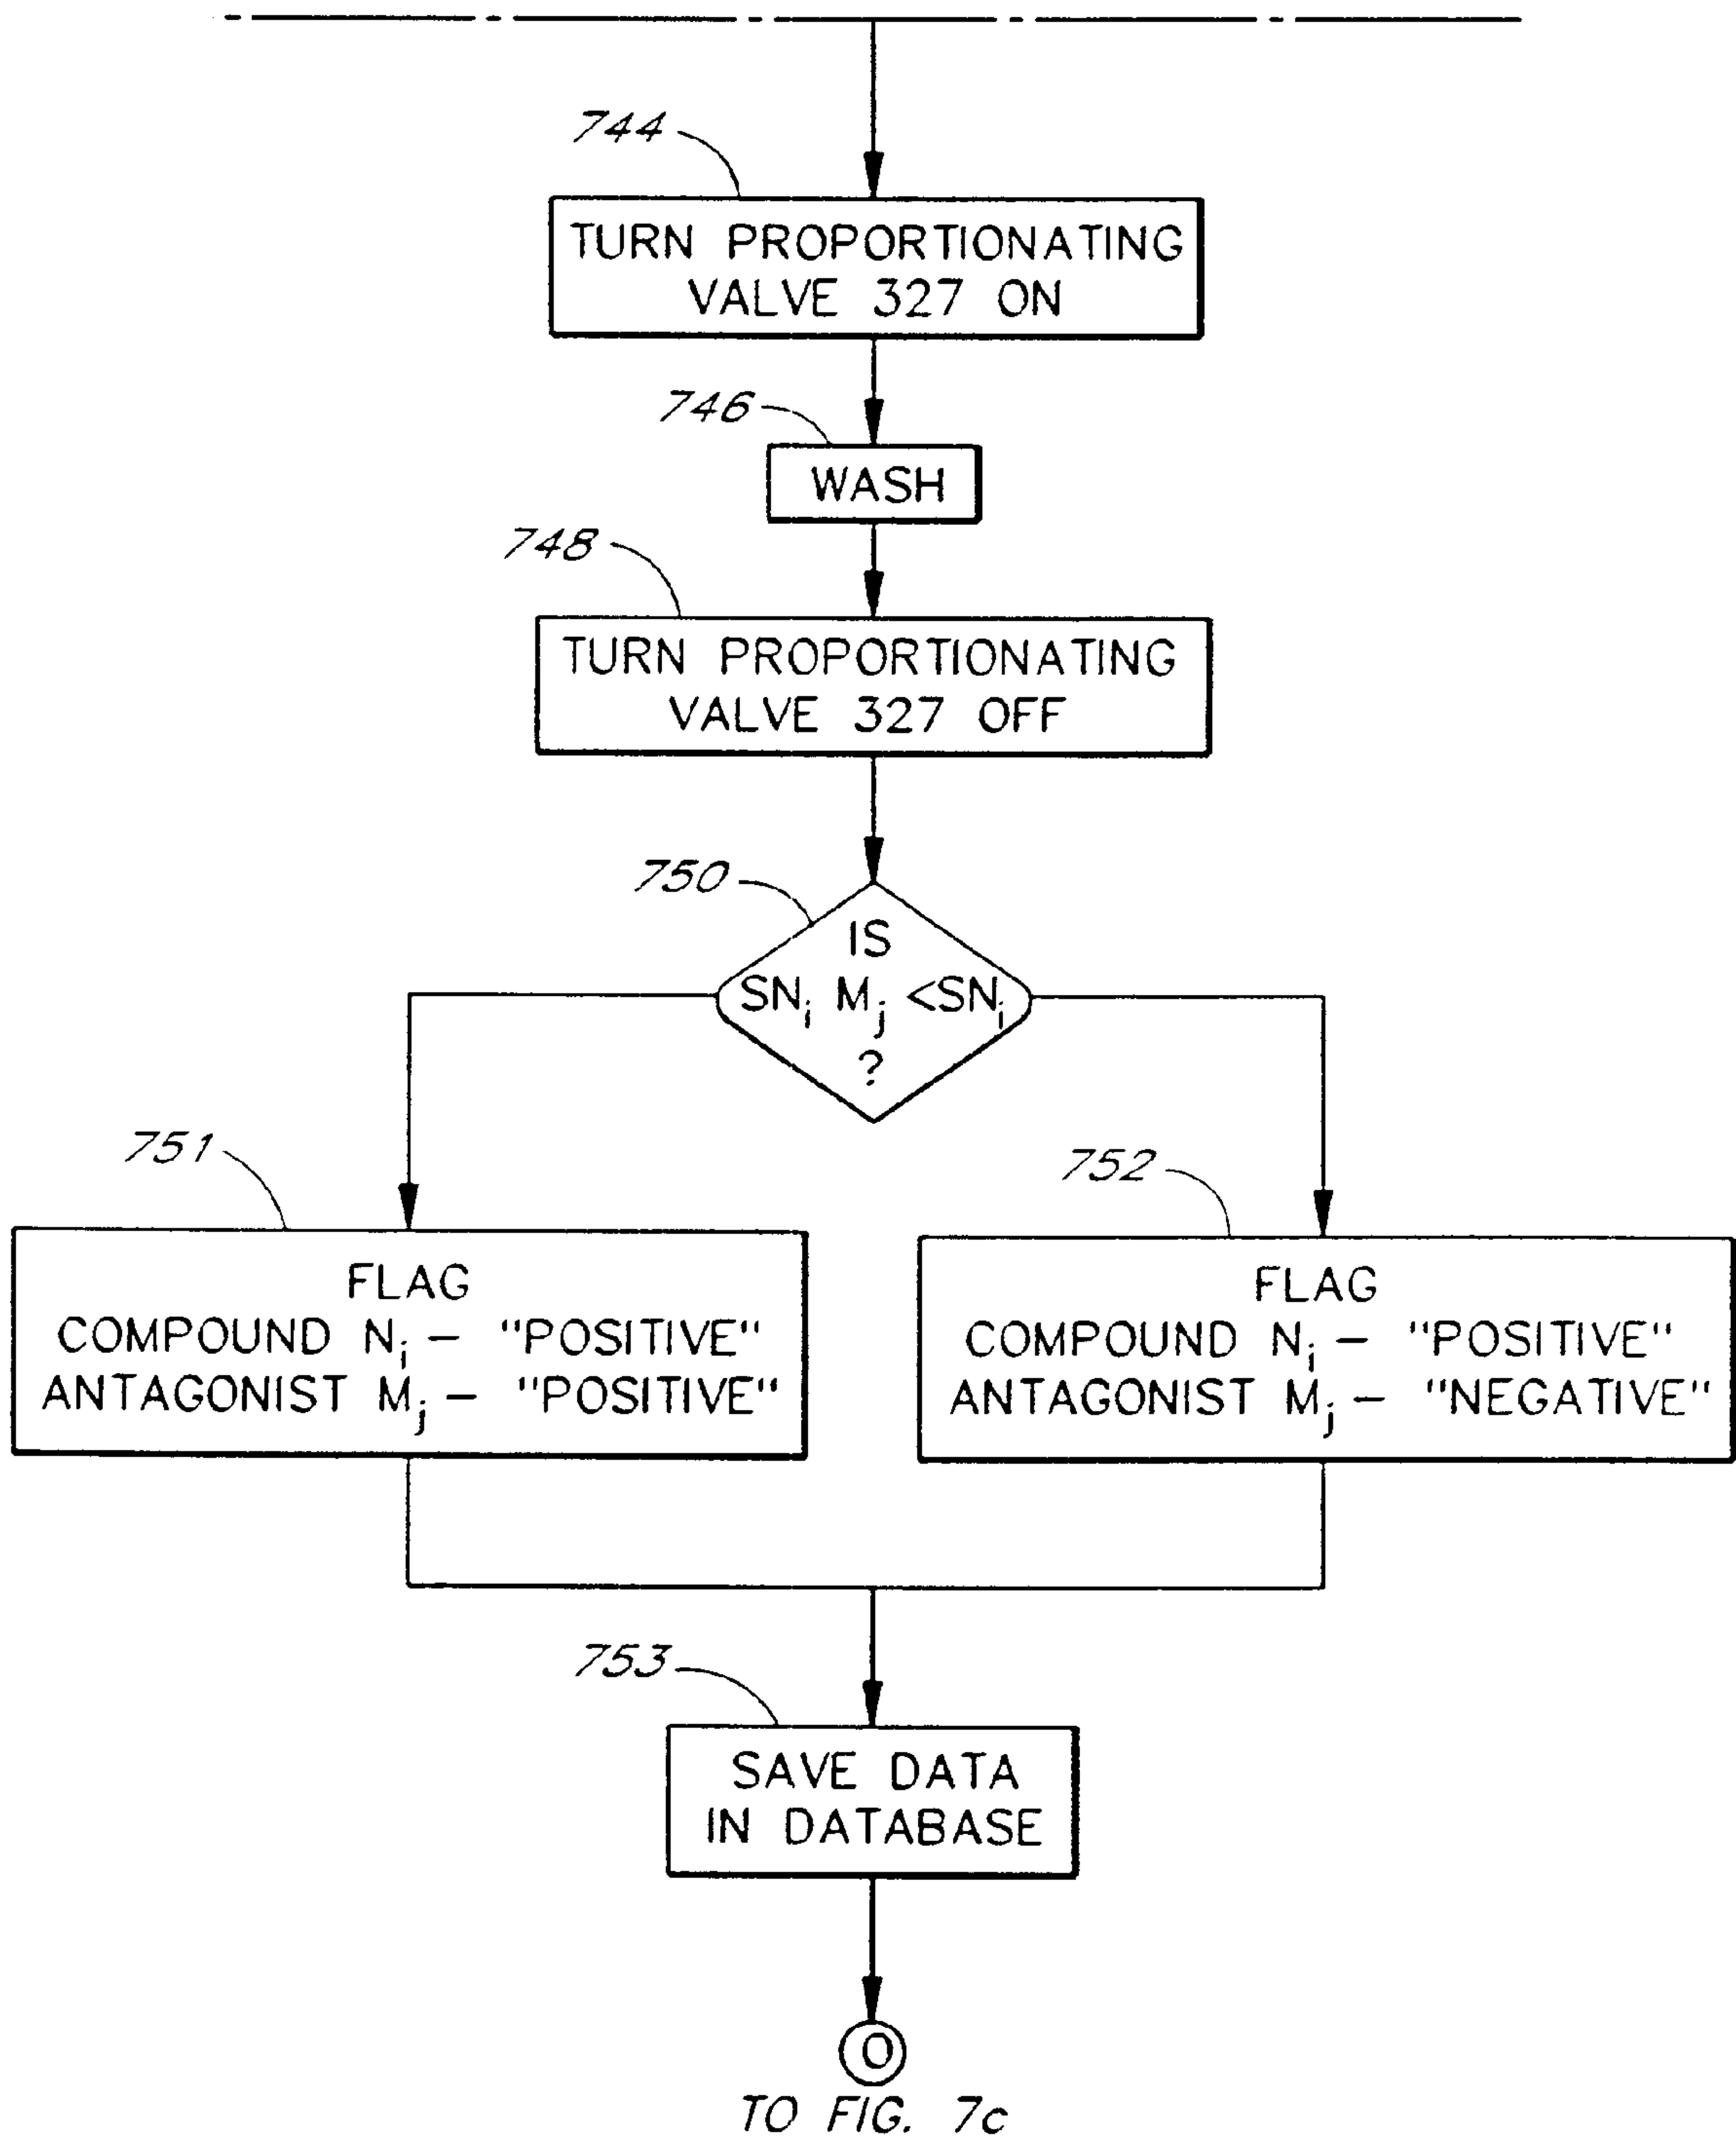 744
TURN PROPORTIONATING
VALVE 327 ON
746
WASH
748
TURN PROPORTIONATING
VALVE 327 OFF
750
IS
SNi Mj <SNi
?
751
FLAG
COMPOUND Ni – "POSITIVE"
ANTAGONIST Mj – "POSITIVE"
752
FLAG
COMPOUND Ni – "POSITIVE"
ANTAGONIST Mj – "NEGATIVE"
753
SAVE DATA
IN DATABASE
O
TO FIG. 7c